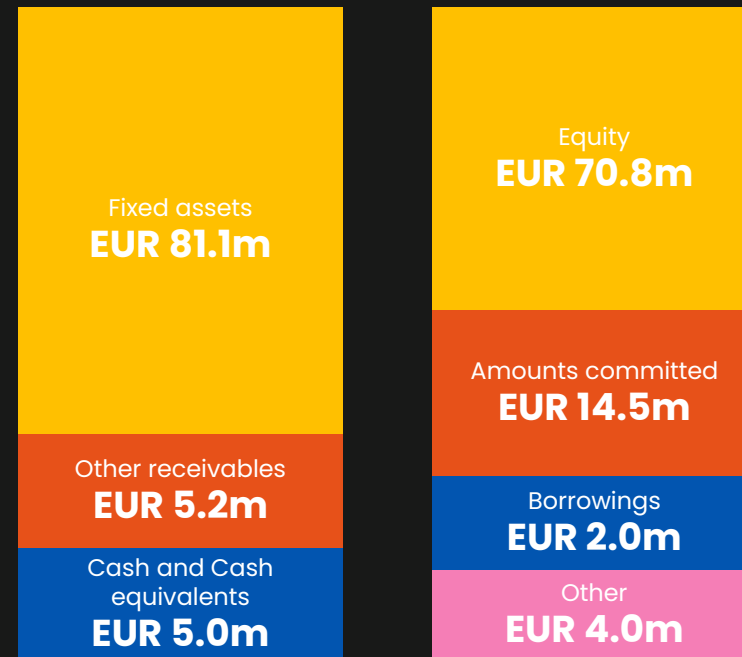 Fixed assets
EUR 81.1m
Other receivables
EUR 5.2m
Cash and Cash
equivalents
EUR 5.0m
Equity
EUR 70.8m
Amounts committed
EUR 14.5m
Borrowings
EUR 2.0m
Other
EUR 4.0m